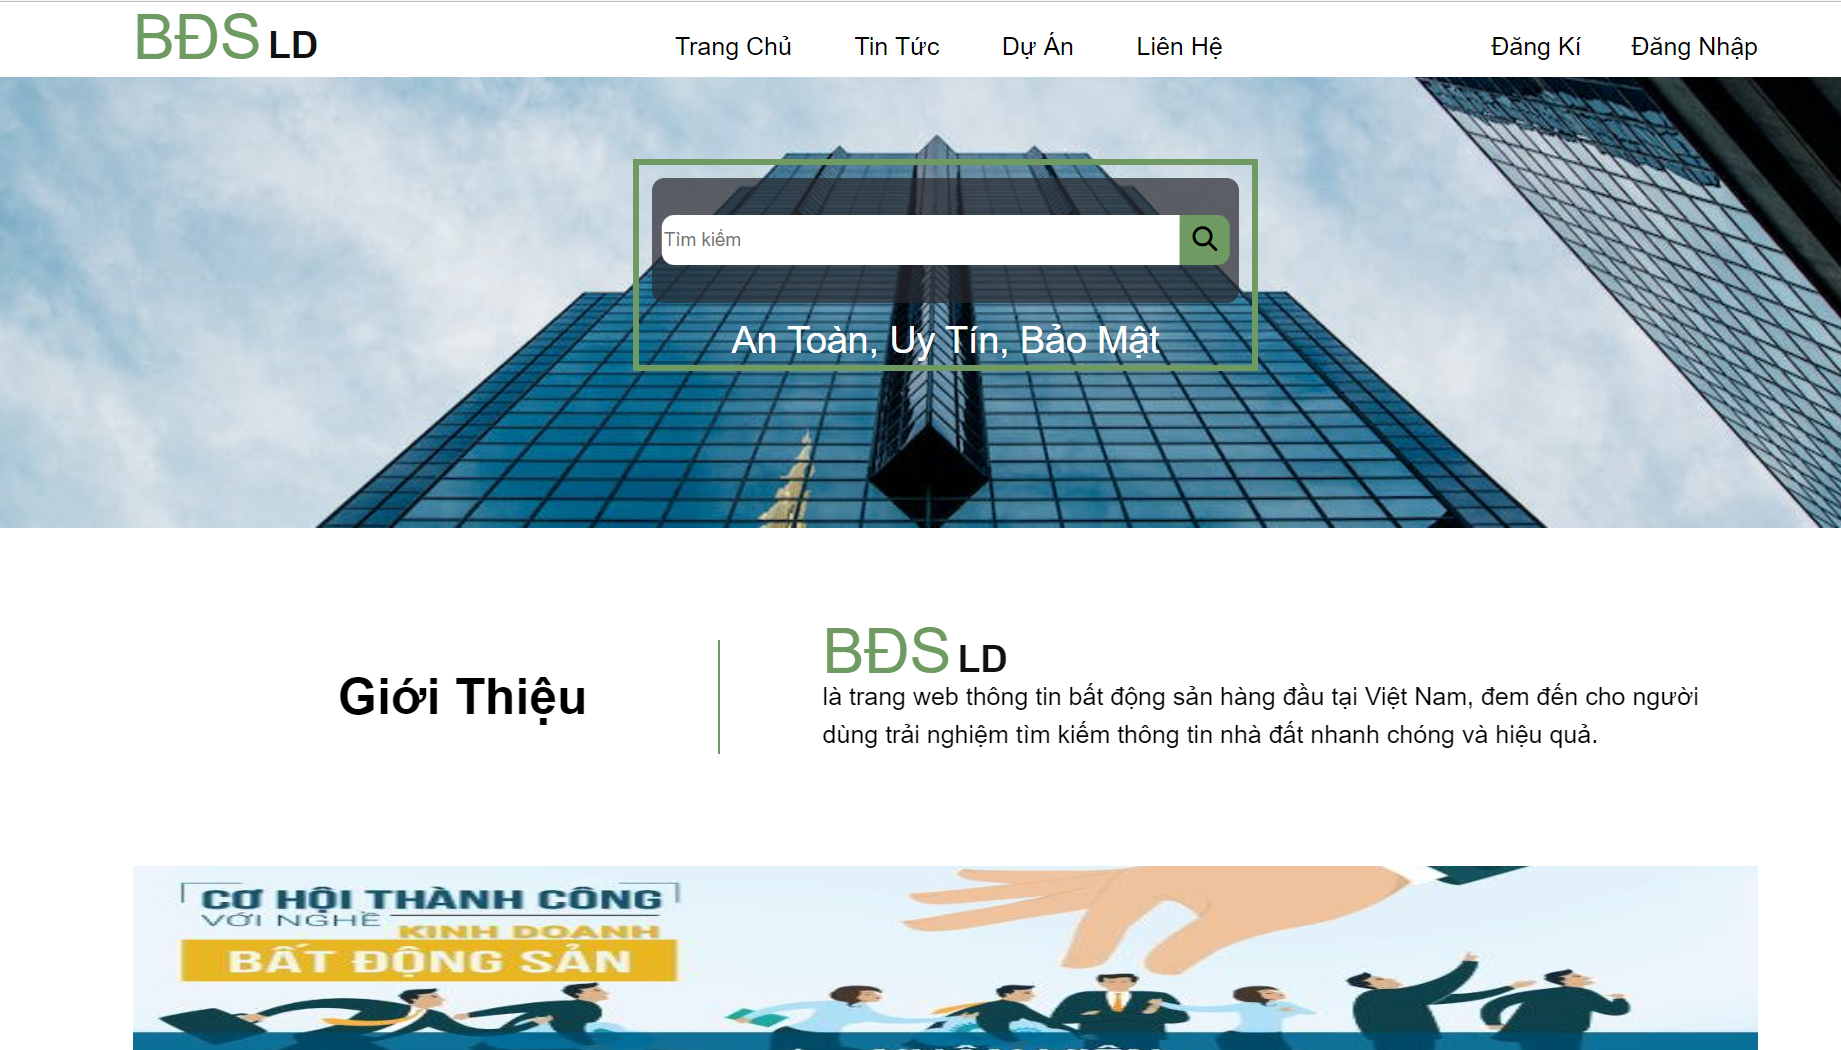 BĐS LD
Trang Chủ Tin Tức Dự Án Liên Hệ Đăng Kí Đăng Nhập
Tìm kiếm
An Toàn, Uy Tín, Bảo Mật
Giới Thiệu
BĐS LD
là trang web thông tin bất động sản hàng đầu tại Việt Nam, đem đến cho người
dùng trải nghiệm tìm kiếm thông tin nhà đất nhanh chóng và hiệu quả.
CƠ HỘI THÀNH CÔNG
VỚI NGHỀ
KINH DOANH
BẤT ĐỘNG SẢN